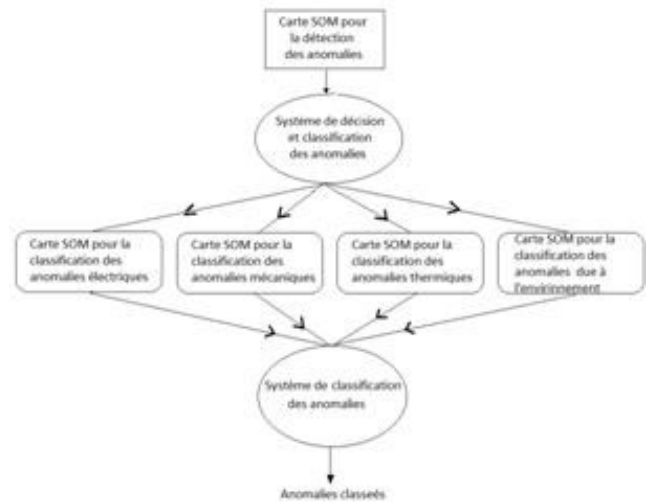 Carte SOM pour
la détection
des anomalies
Système de décision
et classification
des anomalies
Carte SOM pour la
classification des
anomalies électriques
Carte SOM pour la
classification des
anomalies mécaniques
Carte SOM pour la
classification des
anomalies thermiques
Carte SOM pour la
classification des
anomalies due à
l'envirinnement
Système de classification
des anomalies
Anomalies classeés